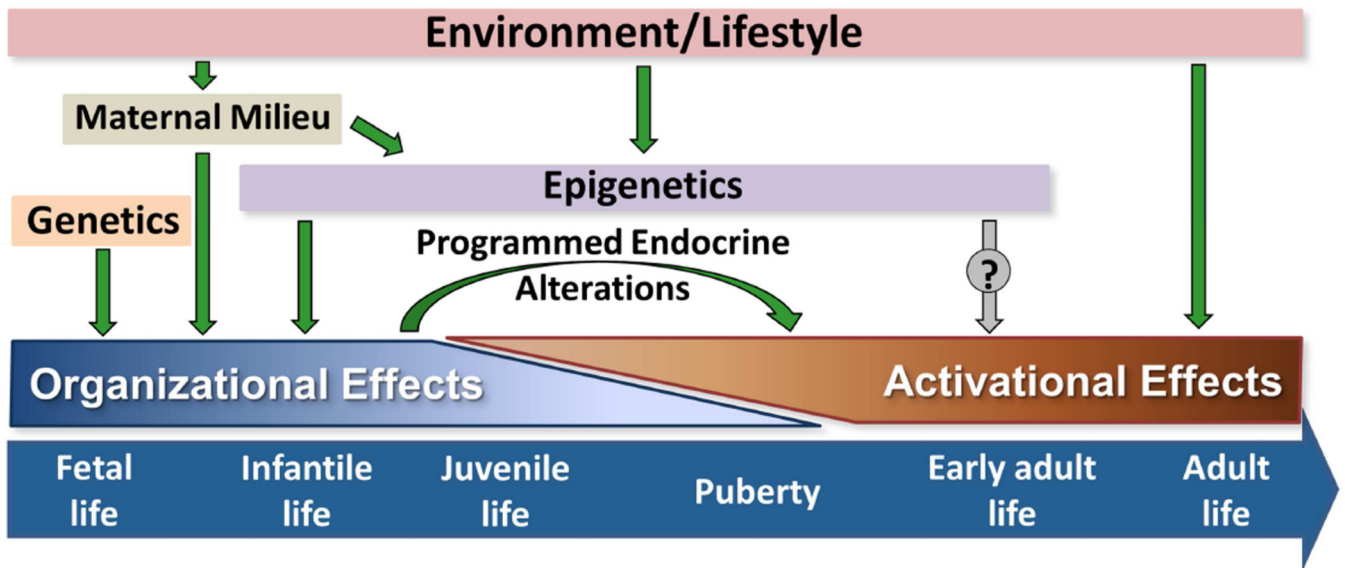 Environment/Lifestyle
Maternal Milieu
Epigenetics
Genetics
Programmed Endocrine
Alterations
?
Organizational Effects
Activational Effects
Fetal
life
Infantile
life
Juvenile
life
Puberty
Early adult
life
Adult
life